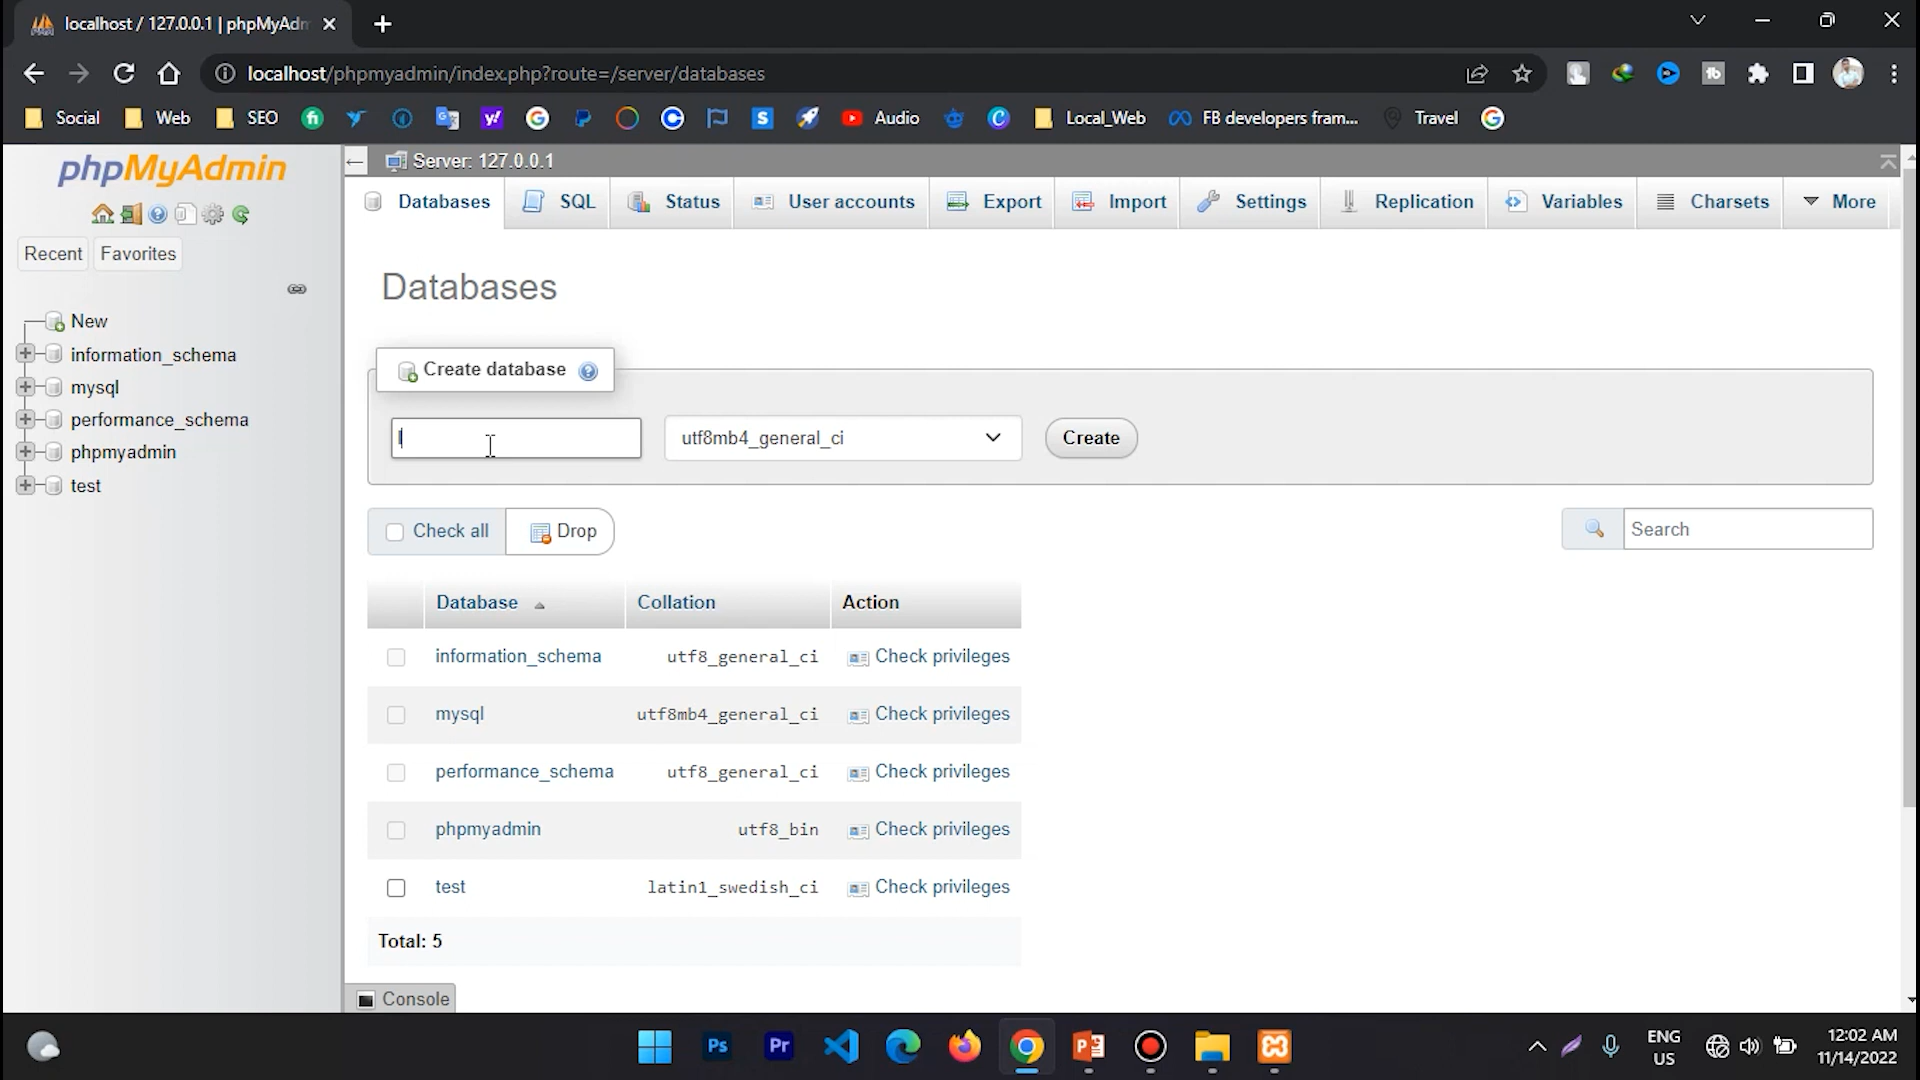 localhost / 127.0.0.1 | phpMyAdm
localhost/phpmyadmin/index.php?route=/server/databases
Social
Web
SEO
Audio
Local_Web
FB developers fram...
Travel
phpMyAdmin
Recent
Favorites
New
information_schema
mysql
performance_schema
phpmyadmin
test
Server: 127.0.0.1
Databases
SQL
Status
User accounts
Export
Import
Settings
Replication
Variables
Charsets
More
Databases
Create database
utf8mb4_general_ci
Create
Check all
Drop
Search
Database
Collation
Action
information_schema utf8_general_ci Check privileges
mysql utf8mb4_general_ci Check privileges
performance_schema utf8_general_ci Check privileges
phpmyadmin utf8_bin Check privileges
test latin1_swedish_ci Check privileges
Total: 5
Console
Ps
Pr
ENG
US
12:02 AM
11/14/2022